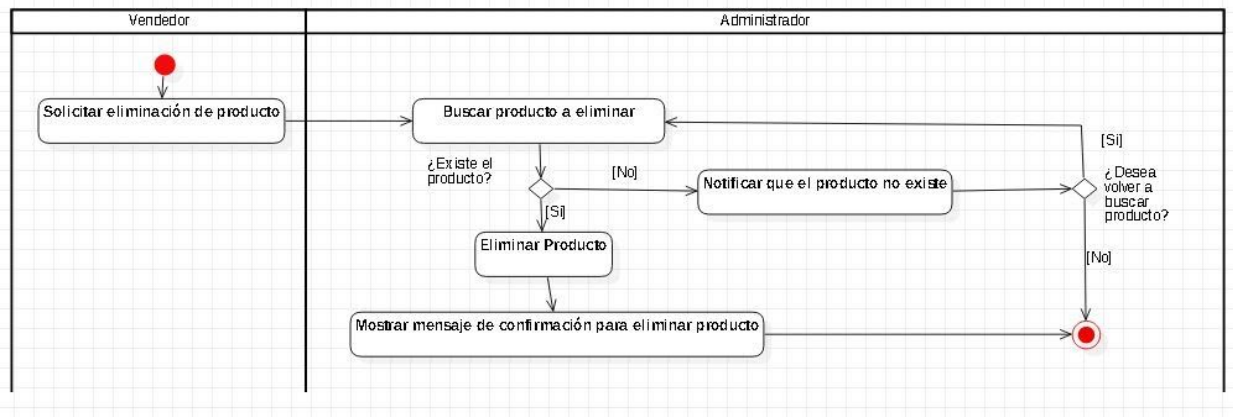 Vendedor
Administrador
Solicitar eliminación de producto
Buscar producto a eliminar
¿Existe el
producto?
[No]
Notificar que el producto no existe
[Si]
¿Desea
volver a
buscar
producto?
[Si]
Eliminar Producto
[No]
Mostrar mensaje de confirmación para eliminar producto